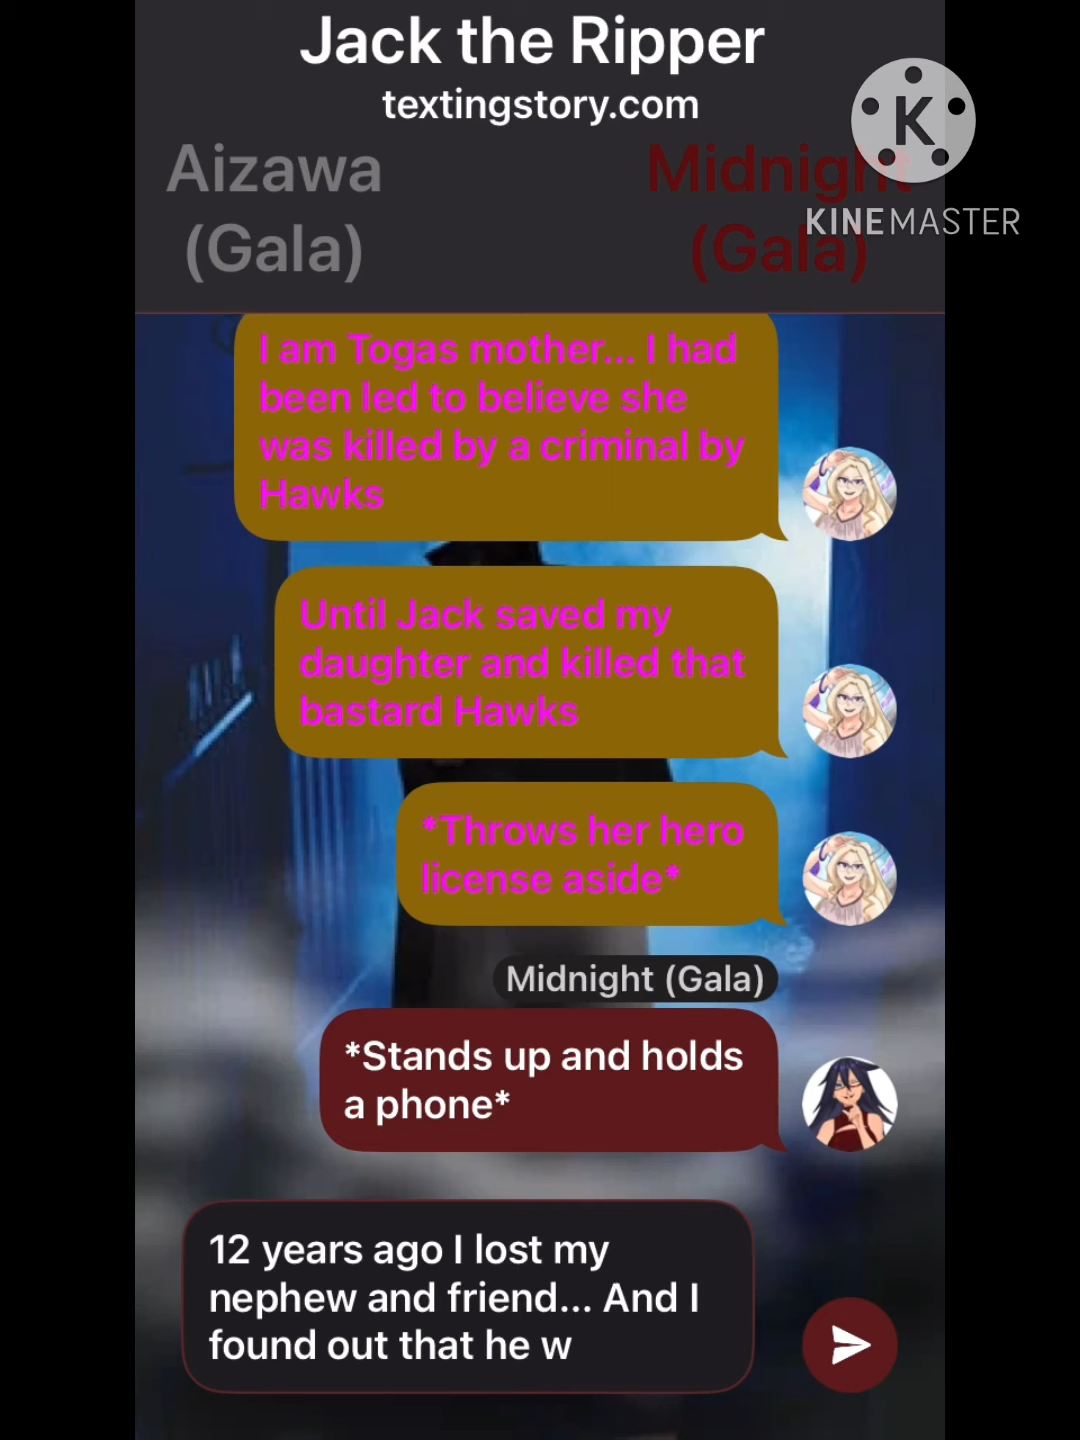 Jack the Ripper
textingstory.com
K
KINEMASTER
Aizawa
(Gala)
Midnight
(Gala)
I am Togas mother... I had
been led to believe she
was killed by a criminal by
Hawks
Until Jack saved my
daughter and killed that
bastard Hawks
*Throws her hero
license aside*
Midnight (Gala)
*Stands up and holds
a phone*
12 years ago I lost my
nephew and friend... And I
found out that he w